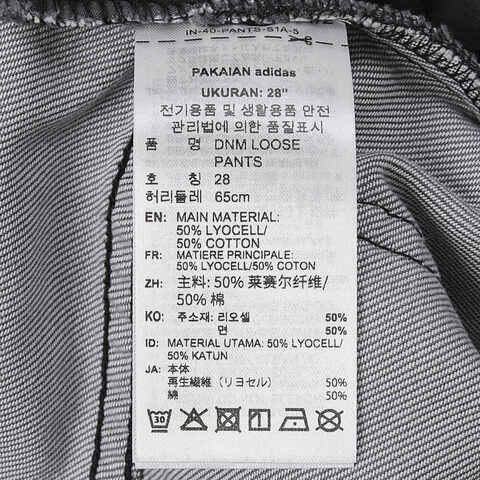 IN-40-PANTS-S1A-S
PAKAIAN adidas
UKURAN: 28"
전기용품 및 생활용품 안전
관리법에 의한 품질표시
품 명 DNM LOOSE
PANTS
호 칭 28
허리둘레 65cm
EN: MAIN MATERIAL:
50% LYOCELL/
50% COTTON
FR: MATIERE PRINCIPALE:
50% LYOCELL/50% COTON
ZH: 主料: 50% 莱赛尔纤维/
50% 棉
KO: 주소재: 리오셀 50%
면 50%
ID: MATERIAL UTAMA: 50% LYOCELL/
50% KATUN
JA: 本体
再生繊維（リヨセル） 50%
綿 50%
30